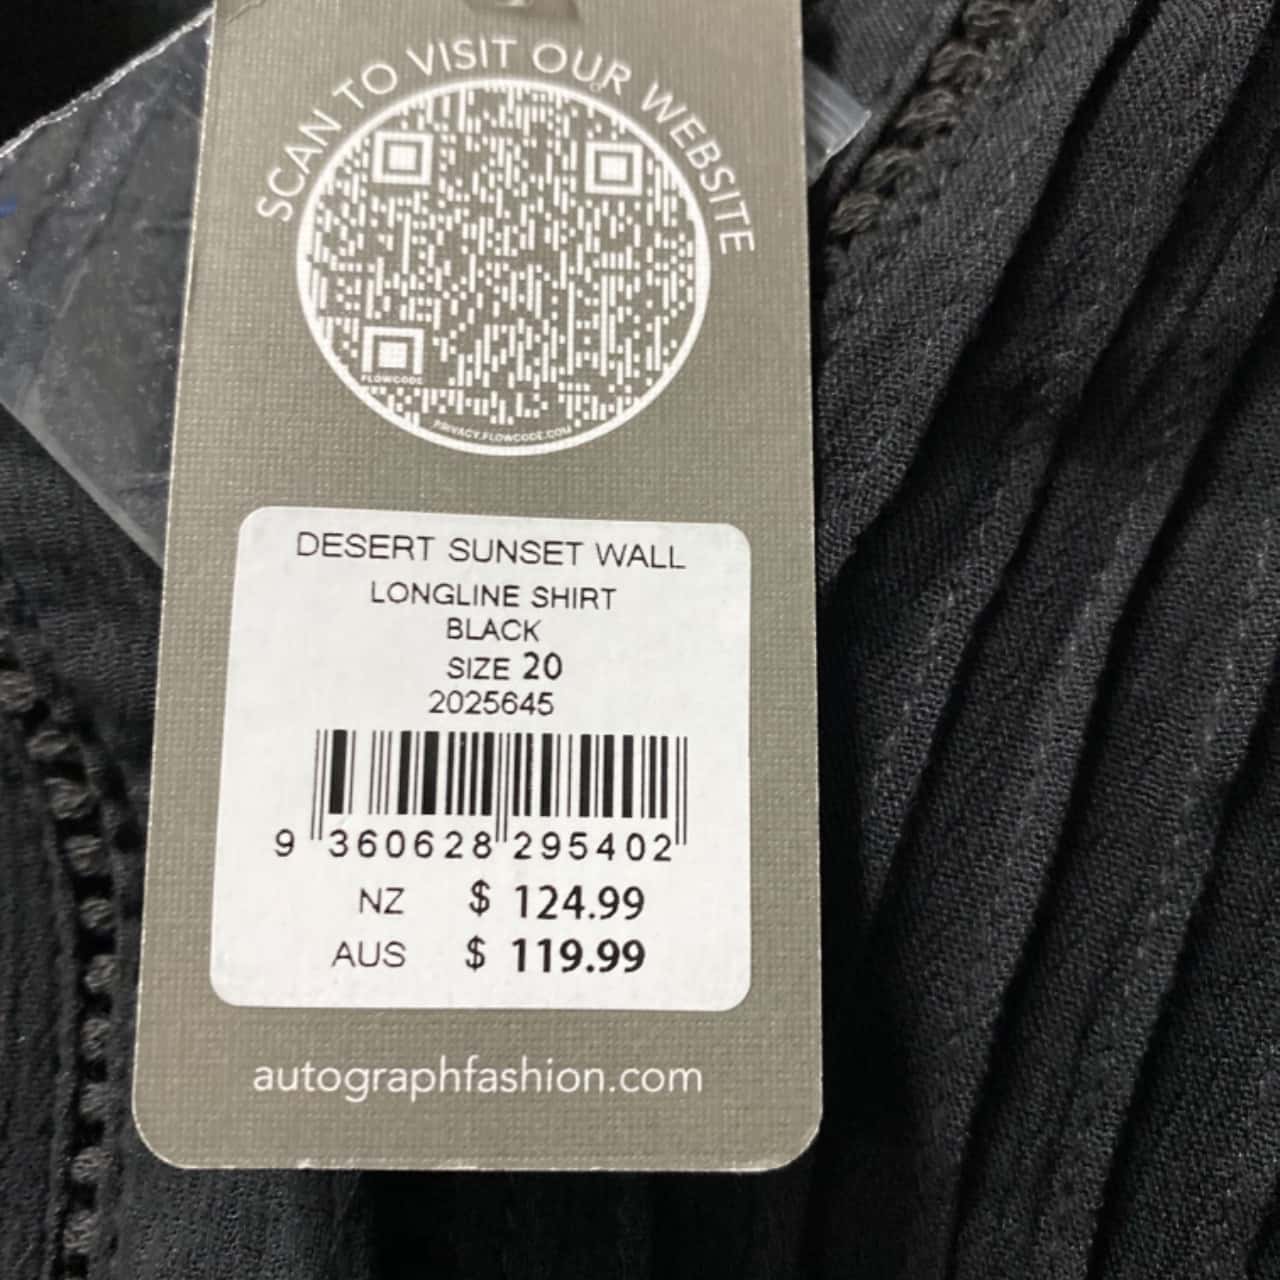 SCAN TO VISIT OUR WEBSITE
FLOWCODE
PRIVACY.FLOWCODE.COM
DESERT SUNSET WALL
LONGLINE SHIRT
BLACK
SIZE 20
2025645
9 360628 295402
NZ $ 124.99
AUS $ 119.99
autographfashion.com